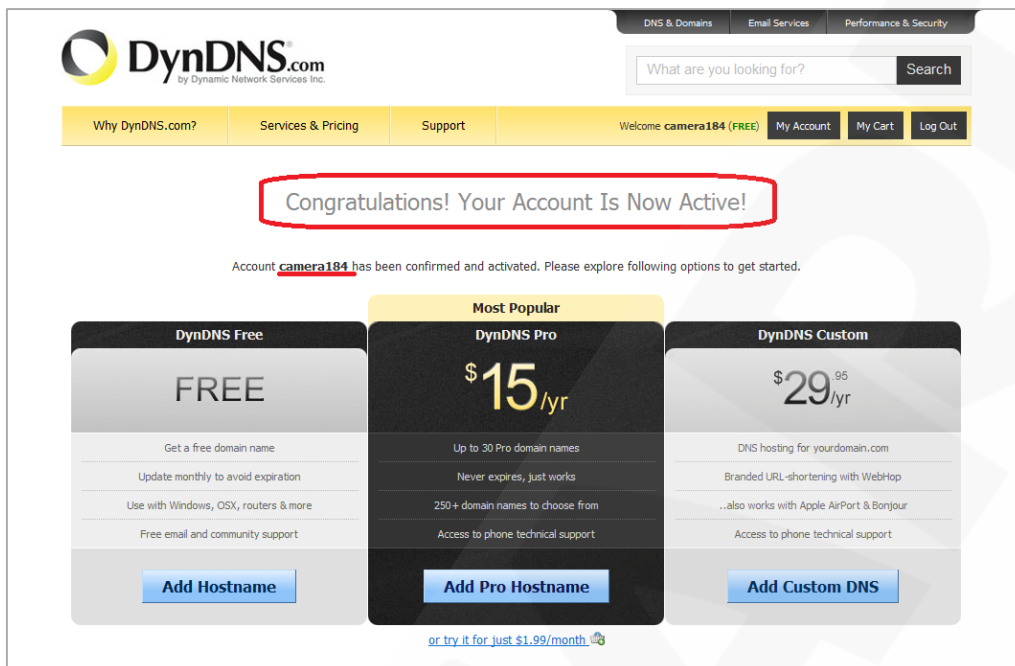 DNS & Domains Email Services Performance & Security
DynDNS.com
by Dynamic Network Services Inc.
What are you looking for? Search
Why DynDNS.com? Services & Pricing Support Welcome camera184 (FREE) My Account My Cart Log Out
Congratulations! Your Account Is Now Active!
Account camera184 has been confirmed and activated. Please explore following options to get started.
Most Popular
DynDNS Free
FREE
Get a free domain name
Update monthly to avoid expiration
Use with Windows, OSX, routers & more
Free email and community support
Add Hostname
DynDNS Pro
$15/yr
Up to 30 Pro domain names
Never expires, just works
250+ domain names to choose from
Access to phone technical support
Add Pro Hostname
or try it for just $1.99/month
DynDNS Custom
$29.95/yr
DNS hosting for yourdomain.com
Branded URL-shortening with WebHop
..also works with Apple AirPort & Bonjour
Access to phone technical support
Add Custom DNS